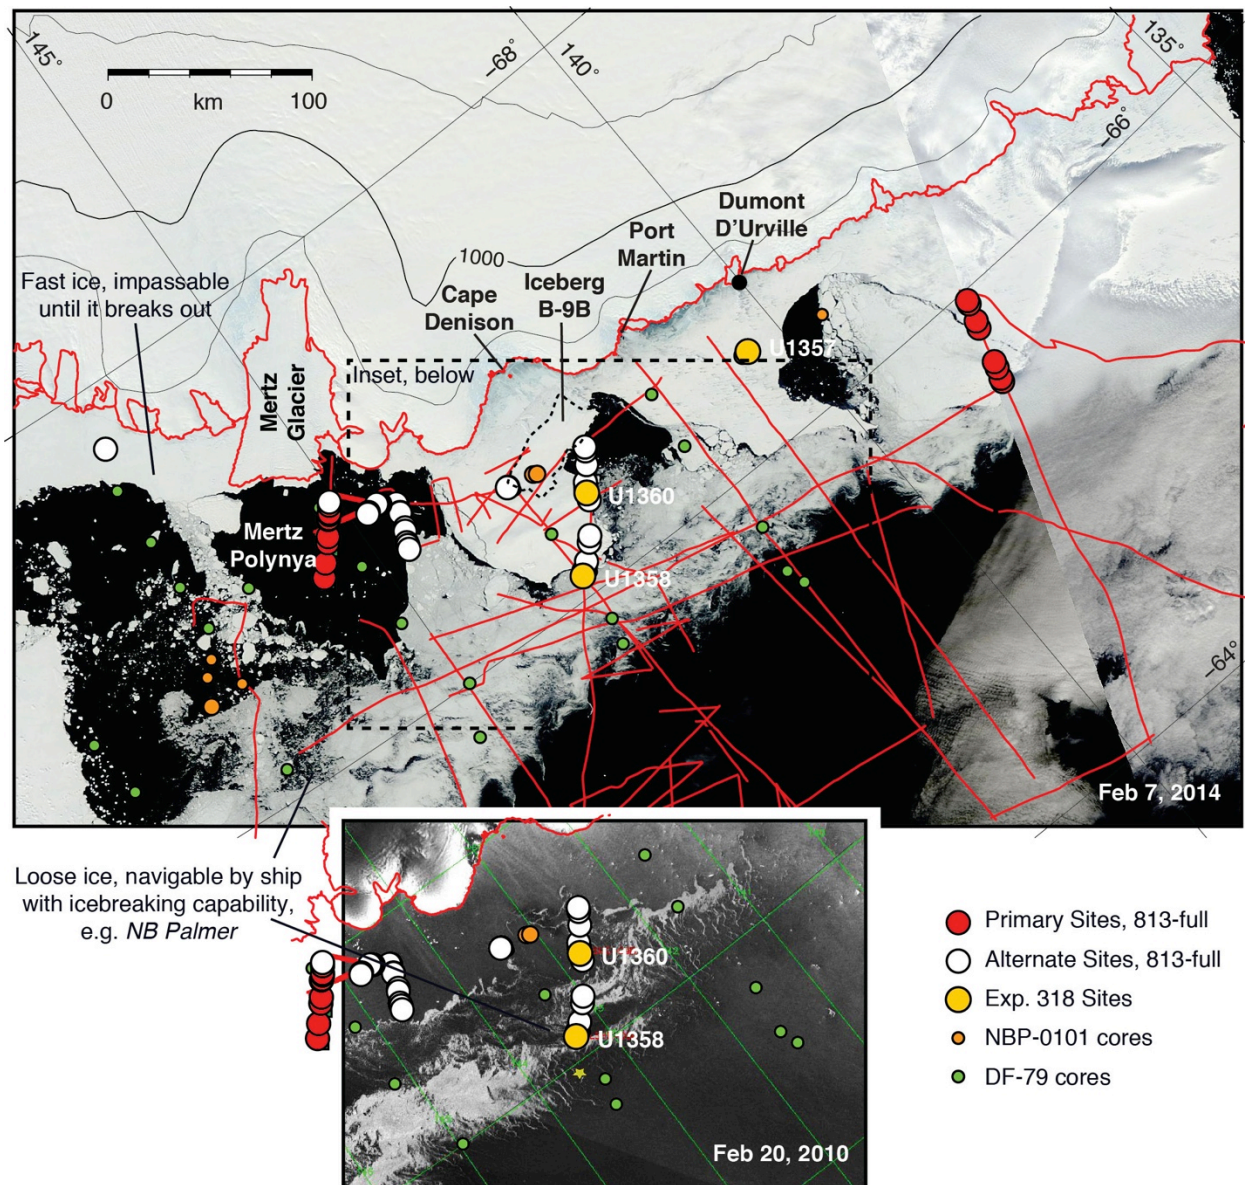 145°
-68°
140°
135°
0 km 100
-66°
Dumont
D'Urville
Port
Martin
1000
Iceberg
B-9B
Cape
Denison
Fast ice, impassable
until it breaks out
U1357
Inset, below
Mertz
Glacier
U1360
Mertz
Polynya
U1358
-64°
Feb 7, 2014
Loose ice, navigable by ship
with icebreaking capability,
e.g. NB Palmer
U1360
U1358
Feb 20, 2010
Primary Sites, 813-full
Alternate Sites, 813-full
Exp. 318 Sites
NBP-0101 cores
DF-79 cores